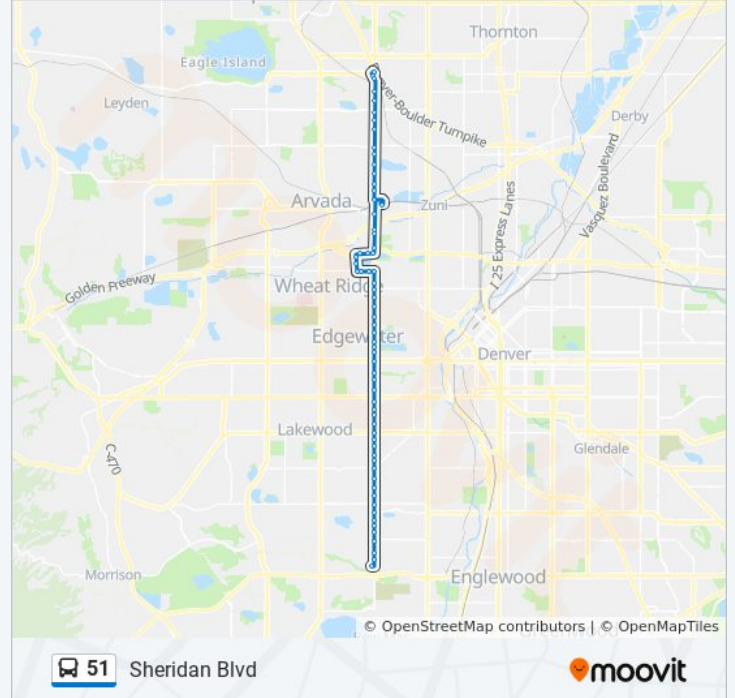 Thornton
Eagle Island
Leyden
Denver-Boulder Turnpike
Derby
Vasquez Boulevard
Arvada
Zuni
I 25 Express Lanes
Golden Freeway
Wheat Ridge
Edgewater
Denver
Lakewood
C-470
Glendale
Morrison
Englewood
© OpenStreetMap contributors | © OpenMapTiles
51 Sheridan Blvd
moovit